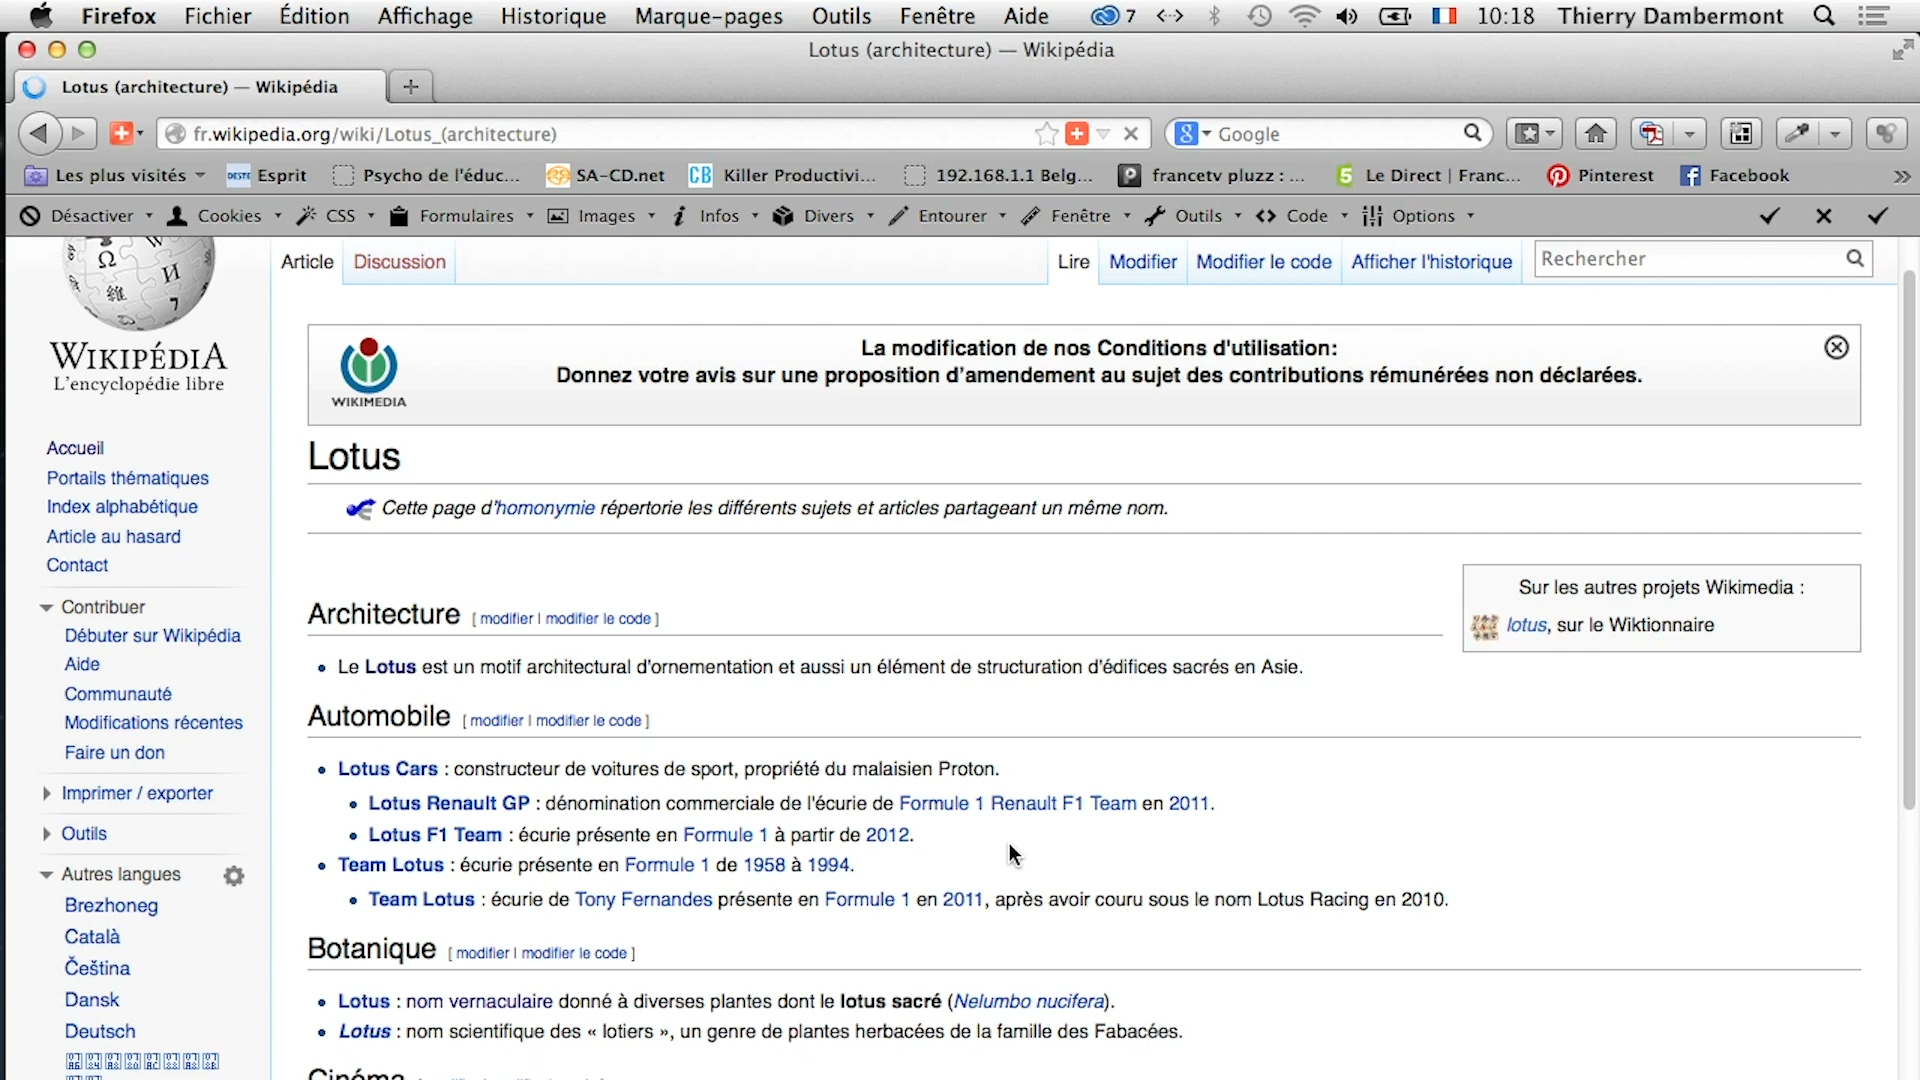 Firefox Fichier Édition Affichage Historique Marque-pages Outils Fenêtre Aide 7 10:18 Thierry Dambermont
Lotus (architecture) — Wikipédia
Lotus (architecture) — Wikipédia +
fr.wikipedia.org/wiki/Lotus_(architecture) Google
Les plus visités Esprit Psycho de l'éduc... SA-CD.net Killer Productivi... 192.168.1.1 Belg... francetv pluzz : ... Le Direct | Franc... Pinterest Facebook »
Désactiver Cookies CSS Formulaires Images Infos Divers Entourer Fenêtre Outils Code Options
Article Discussion Lire Modifier Modifier le code Afficher l'historique Rechercher
WIKIPÉDIA
L'encyclopédie libre
Accueil
Portails thématiques
Index alphabétique
Article au hasard
Contact
Contribuer
Débuter sur Wikipédia
Aide
Communauté
Modifications récentes
Faire un don
Imprimer / exporter
Outils
Autres langues
Brezhoneg
Català
Čeština
Dansk
Deutsch
La modification de nos Conditions d'utilisation:
Donnez votre avis sur une proposition d'amendement au sujet des contributions rémunérées non déclarées.
WIKIMEDIA
Lotus
Cette page d'homonymie répertorie les différents sujets et articles partageant un même nom.
Sur les autres projets Wikimedia :
lotus, sur le Wiktionnaire
Architecture [ modifier | modifier le code ]
• Le Lotus est un motif architectural d'ornementation et aussi un élément de structuration d'édifices sacrés en Asie.
Automobile [ modifier | modifier le code ]
• Lotus Cars : constructeur de voitures de sport, propriété du malaisien Proton.
• Lotus Renault GP : dénomination commerciale de l'écurie de Formule 1 Renault F1 Team en 2011.
• Lotus F1 Team : écurie présente en Formule 1 à partir de 2012.
• Team Lotus : écurie présente en Formule 1 de 1958 à 1994.
• Team Lotus : écurie de Tony Fernandes présente en Formule 1 en 2011, après avoir couru sous le nom Lotus Racing en 2010.
Botanique [ modifier | modifier le code ]
• Lotus : nom vernaculaire donné à diverses plantes dont le lotus sacré (Nelumbo nucifera).
• Lotus : nom scientifique des « lotiers », un genre de plantes herbacées de la famille des Fabacées.
Cinéma